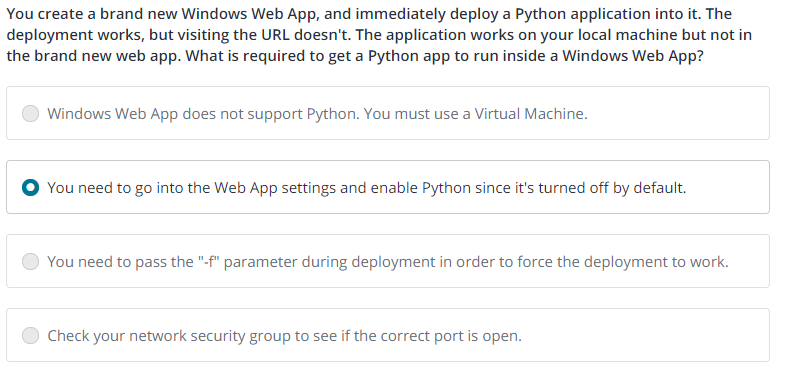 You create a brand new Windows Web App, and immediately deploy a Python application into it. The
deployment works, but visiting the URL doesn't. The application works on your local machine but not in
the brand new web app. What is required to get a Python app to run inside a Windows Web App?
Windows Web App does not support Python. You must use a Virtual Machine.
You need to go into the Web App settings and enable Python since it's turned off by default.
You need to pass the "-f" parameter during deployment in order to force the deployment to work.
Check your network security group to see if the correct port is open.